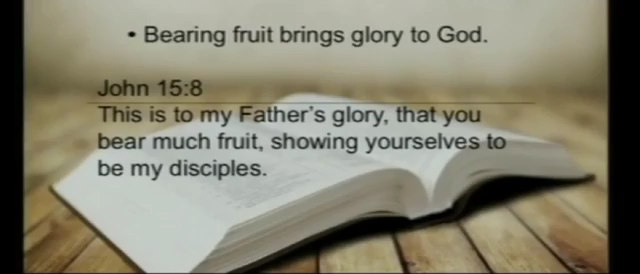 • Bearing fruit brings glory to God.
John 15:8
This is to my Father's glory, that you
bear much fruit, showing yourselves to
be my disciples.